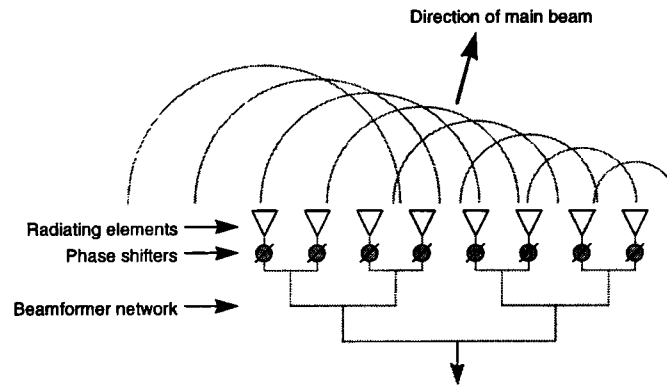 Direction of main beam
Radiating elements
Phase shifters
Beamformer network